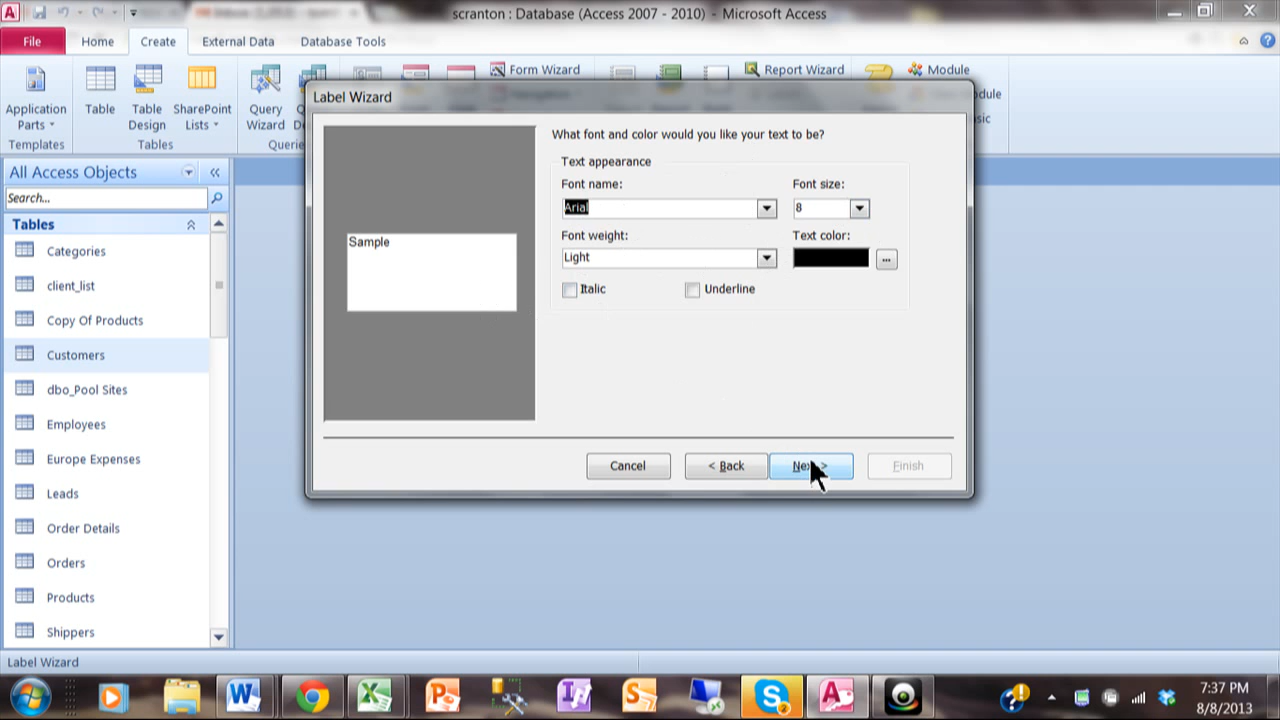 scranton : Database (Access 2007 - 2010) - Microsoft Access
File Home Create External Data Database Tools
Application Parts
Table
Table Design
SharePoint Lists
Query Wizard
Form Wizard
Report Wizard
Module
Templates
Tables
Label Wizard
What font and color would you like your text to be?
Text appearance
Font name:
Font size:
Arial
8
Font weight:
Text color:
Light
...
Italic
Underline
Sample
Cancel
< Back
Finish
All Access Objects
Search...
Tables
Categories
client_list
Copy Of Products
Customers
dbo_Pool Sites
Employees
Europe Expenses
Leads
Order Details
Orders
Products
Shippers
Label Wizard
7:37 PM
8/8/2013